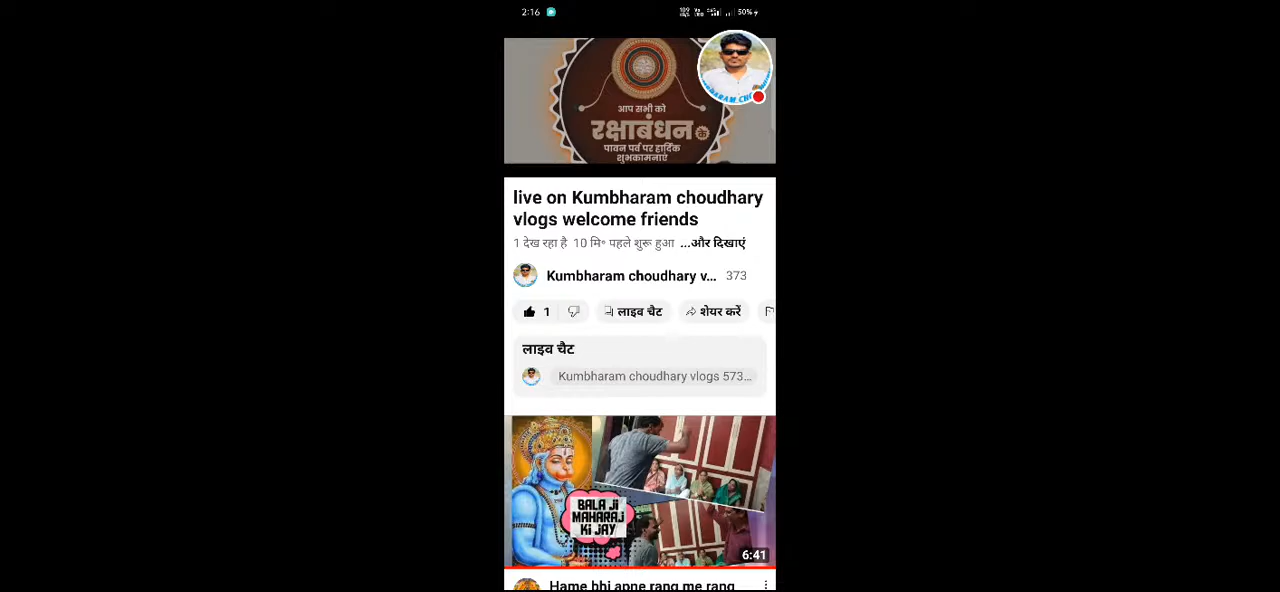 2:16
50%
आप सभी को
रक्षाबंधन के
पावन पर्व पर हार्दिक
शुभकामनाएं
live on Kumbharam choudhary
vlogs welcome friends
1 देख रहा है 10 मि॰ पहले शुरू हुआ ...और दिखाएं
Kumbharam choudhary v... 373
1 लाइव चैट शेयर करें
लाइव चैट
Kumbharam choudhary vlogs 573...
BALA JI
MAHARAJ
KI JAY
6:41
Hame bhi apne rang me rang